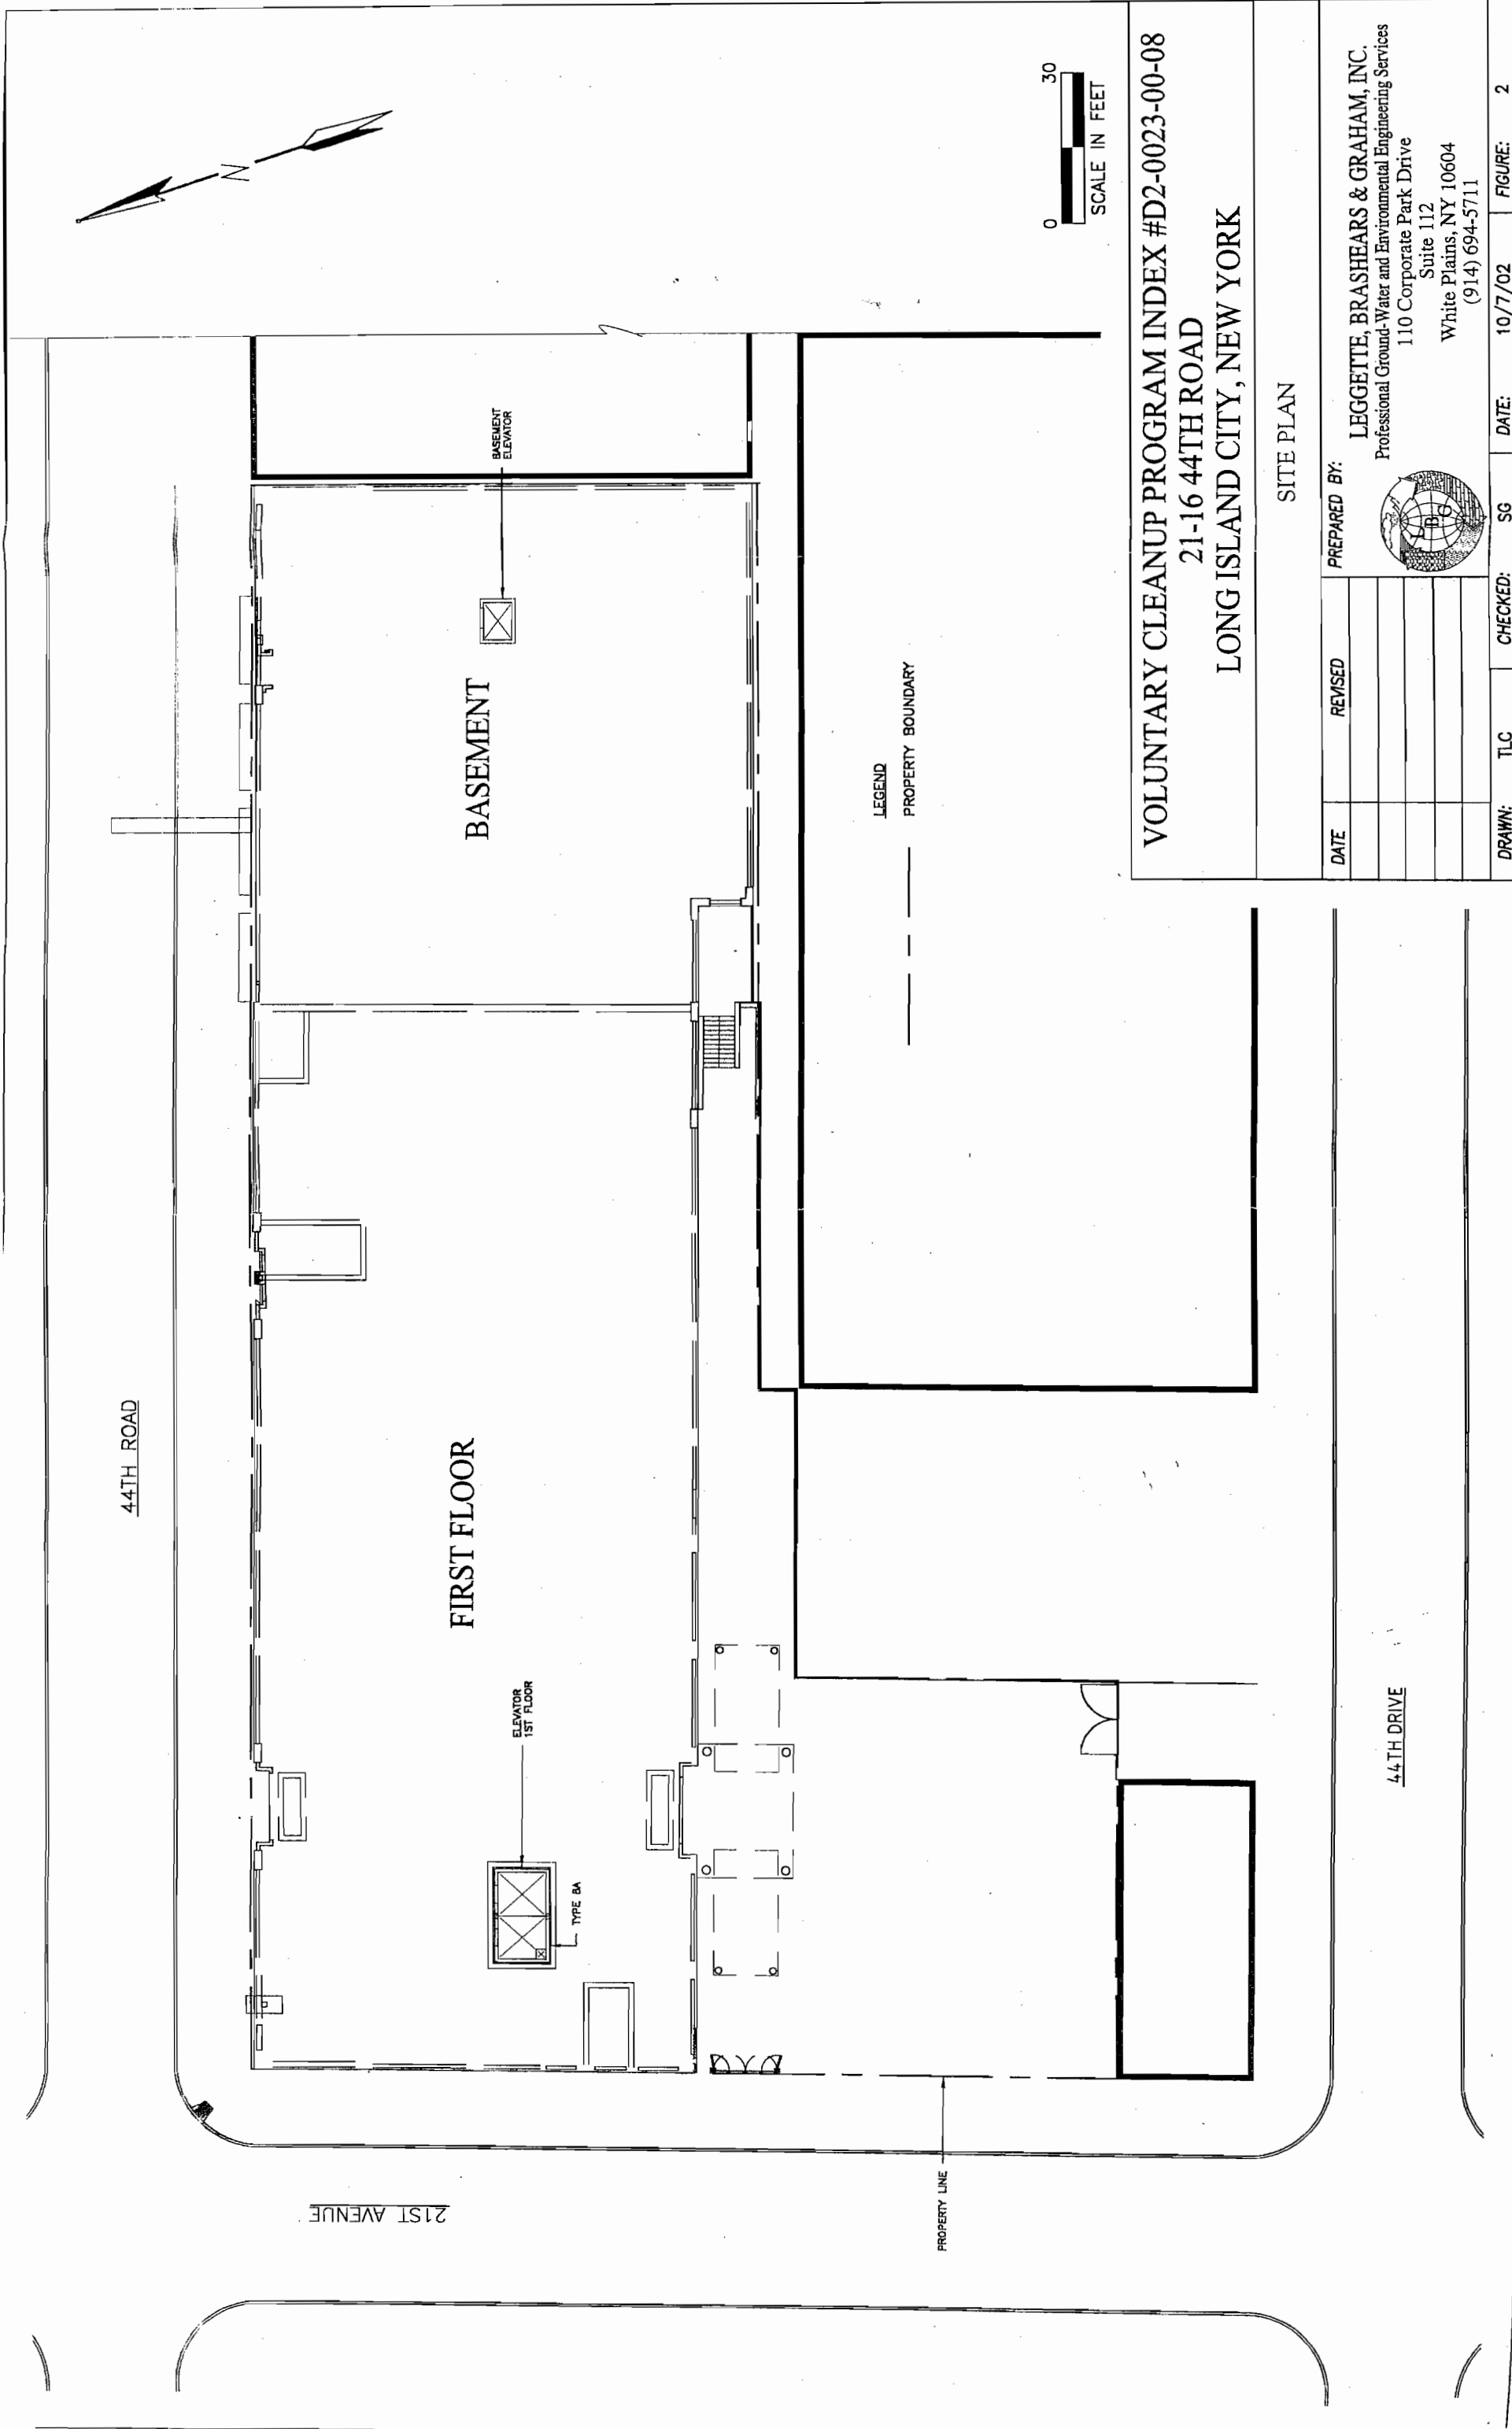 44TH ROAD
21ST AVENUE
FIRST FLOOR
BASEMENT
BASEMENT
ELEVATOR
ELEVATOR
1ST FLOOR
TYPE 8A
PROPERTY LINE
44TH DRIVE
N
LEGEND
PROPERTY BOUNDARY
0 30
SCALE IN FEET
VOLUNTARY CLEANUP PROGRAM INDEX #D2-0023-00-08
21-16 44TH ROAD
LONG ISLAND CITY, NEW YORK
SITE PLAN
DATE REVISED
PREPARED BY:
LEGGETTE, BRASHEARS & GRAHAM, INC.
Professional Ground-Water and Environmental Engineering Services
110 Corporate Park Drive
Suite 112
White Plains, NY 10604
(914) 694-5711
DRAWN: TLC CHECKED: SG DATE: 10/7/02 FIGURE: 2